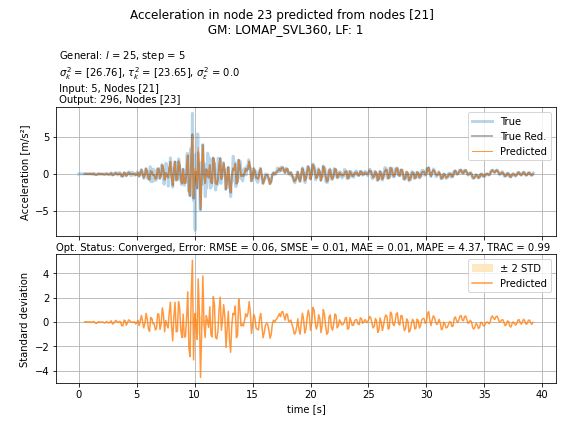 Acceleration in node 23 predicted from nodes [21]
GM: LOMAP_SVL360, LF: 1
General: l = 25, step = 5
σ²ₖ = [26.76], τ²ₖ = [23.65], σ²ε = 0.0
Input: 5, Nodes [21]
Output: 296, Nodes [23]
Acceleration [m/s²]
5
0
−5
True
True Red.
Predicted
Opt. Status: Converged, Error: RMSE = 0.06, SMSE = 0.01, MAE = 0.01, MAPE = 4.37, TRAC = 0.99
Standard deviation
4
2
0
−2
−4
± 2 STD
Predicted
0 5 10 15 20 25 30 35 40
time [s]